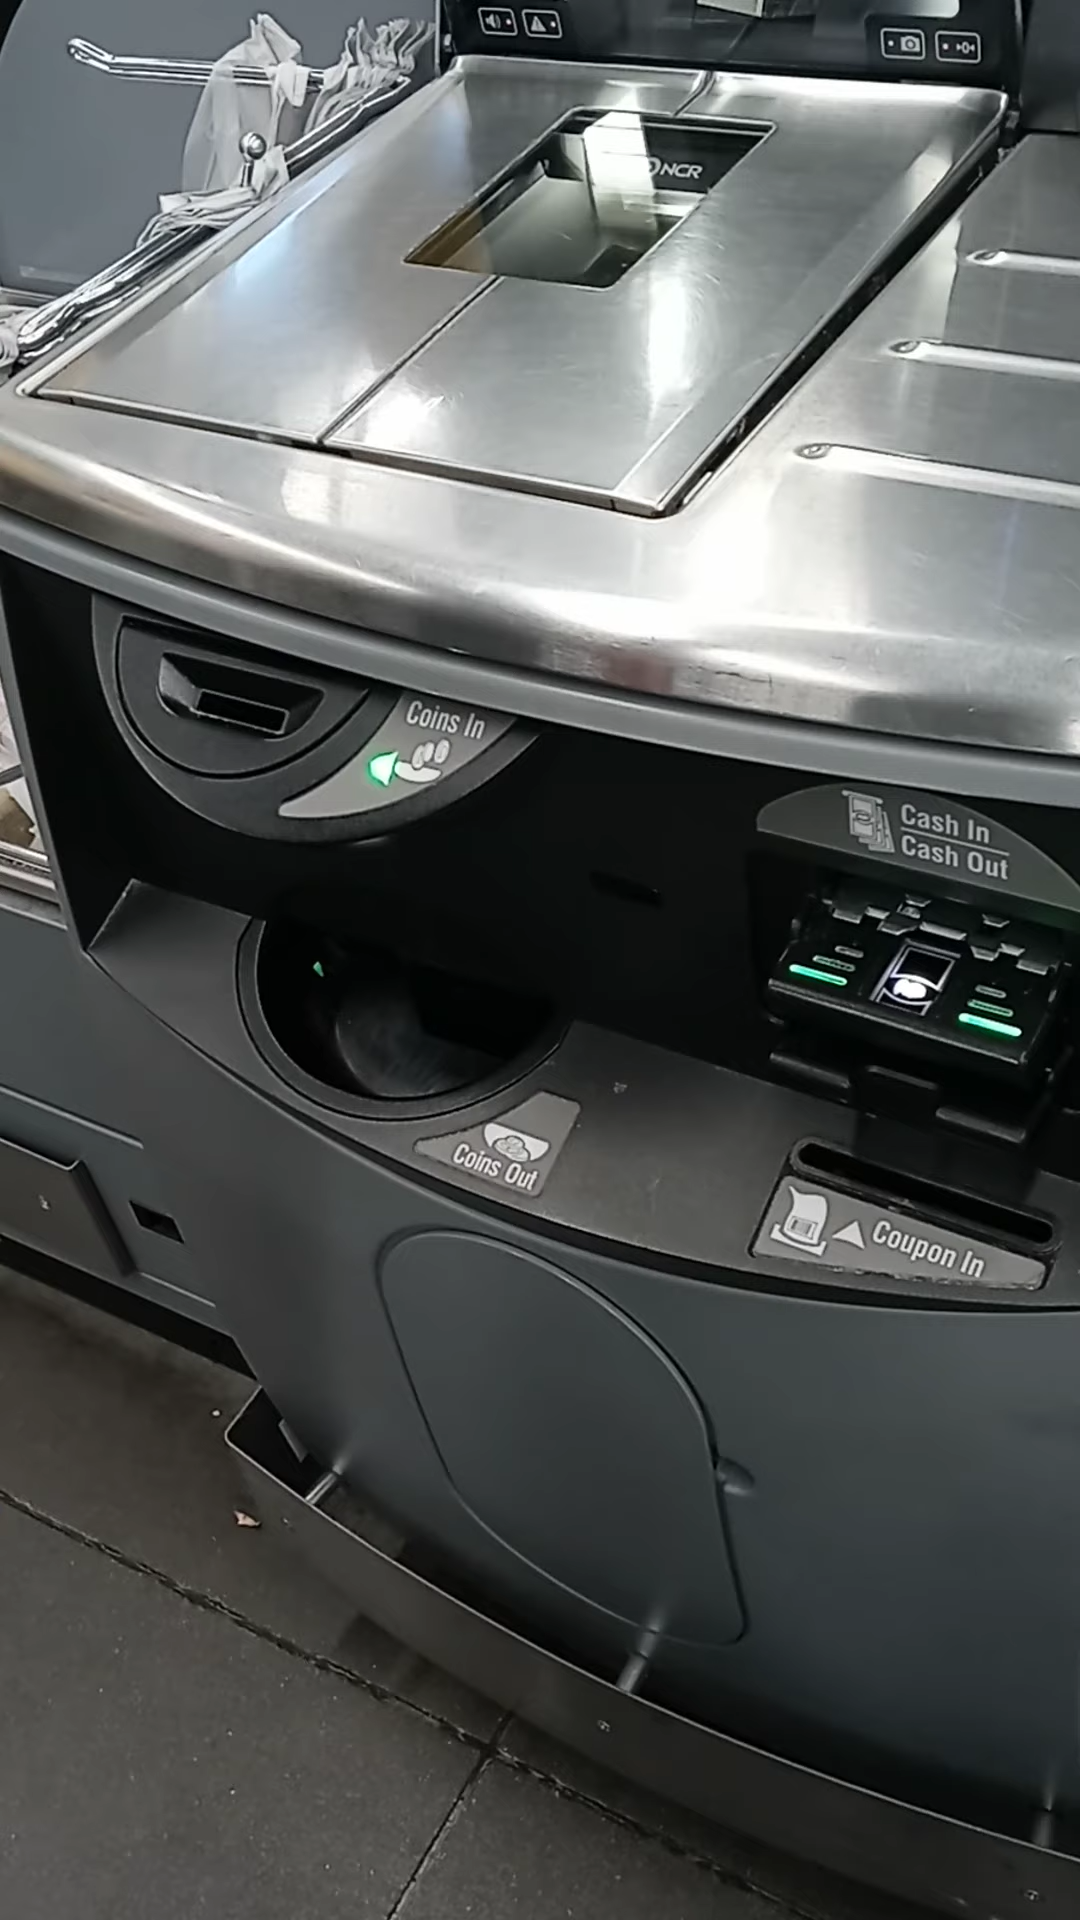 NCR
Coins In
Cash In
Cash Out
Coins Out
Coupon In